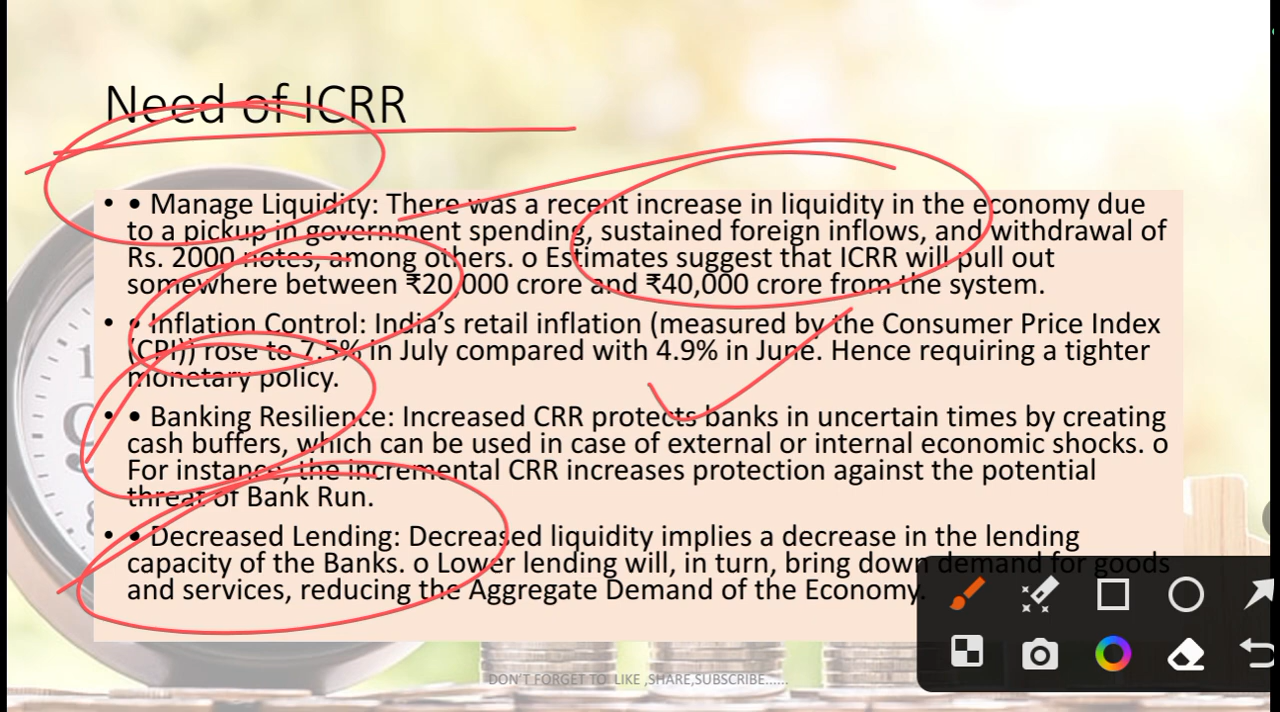 Need of ICRR
• • Manage Liquidity: There was a recent increase in liquidity in the economy due
to a pickup in government spending, sustained foreign inflows, and withdrawal of
Rs. 2000 notes, among others. o Estimates suggest that ICRR will pull out
somewhere between ₹20,000 crore and ₹40,000 crore from the system.
• • Inflation Control: India’s retail inflation (measured by the Consumer Price Index
(CPI)) rose to 7.5% in July compared with 4.9% in June. Hence requiring a tighter
monetary policy.
• • Banking Resilience: Increased CRR protects banks in uncertain times by creating
cash buffers, which can be used in case of external or internal economic shocks. o
For instance, the incremental CRR increases protection against the potential
threat of Bank Run.
• • Decreased Lending: Decreased liquidity implies a decrease in the lending
capacity of the Banks. o Lower lending will, in turn, bring down demand for goods
and services, reducing the Aggregate Demand of the Economy.
DON'T FORGET TO LIKE ,SHARE,SUBSCRIBE......